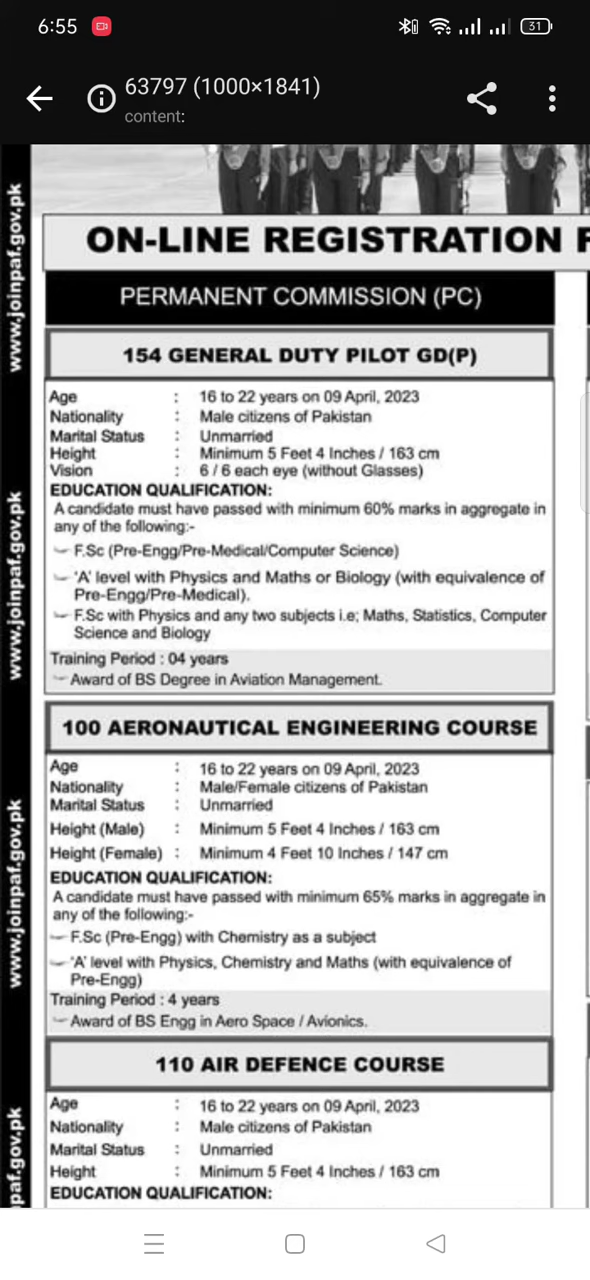 6:55
31
63797 (1000×1841)
content:
www.joinpaf.gov.pk
www.joinpaf.gov.pk
www.joinpaf.gov.pk
paf.gov.pk
ON-LINE REGISTRATION F
PERMANENT COMMISSION (PC)
154 GENERAL DUTY PILOT GD(P)
Age : 16 to 22 years on 09 April, 2023
Nationality : Male citizens of Pakistan
Marital Status : Unmarried
Height : Minimum 5 Feet 4 Inches / 163 cm
Vision : 6 / 6 each eye (without Glasses)
EDUCATION QUALIFICATION:
A candidate must have passed with minimum 60% marks in aggregate in
any of the following:-
F.Sc (Pre-Engg/Pre-Medical/Computer Science)
'A' level with Physics and Maths or Biology (with equivalence of
Pre-Engg/Pre-Medical).
F.Sc with Physics and any two subjects i.e; Maths, Statistics, Computer
Science and Biology
Training Period : 04 years
Award of BS Degree in Aviation Management.
100 AERONAUTICAL ENGINEERING COURSE
Age : 16 to 22 years on 09 April, 2023
Nationality : Male/Female citizens of Pakistan
Marital Status : Unmarried
Height (Male) : Minimum 5 Feet 4 Inches / 163 cm
Height (Female) : Minimum 4 Feet 10 Inches / 147 cm
EDUCATION QUALIFICATION:
A candidate must have passed with minimum 65% marks in aggregate in
any of the following:-
F.Sc (Pre-Engg) with Chemistry as a subject
'A' level with Physics, Chemistry and Maths (with equivalence of
Pre-Engg)
Training Period : 4 years
Award of BS Engg in Aero Space / Avionics.
110 AIR DEFENCE COURSE
Age : 16 to 22 years on 09 April, 2023
Nationality : Male citizens of Pakistan
Marital Status : Unmarried
Height : Minimum 5 Feet 4 Inches / 163 cm
EDUCATION QUALIFICATION: